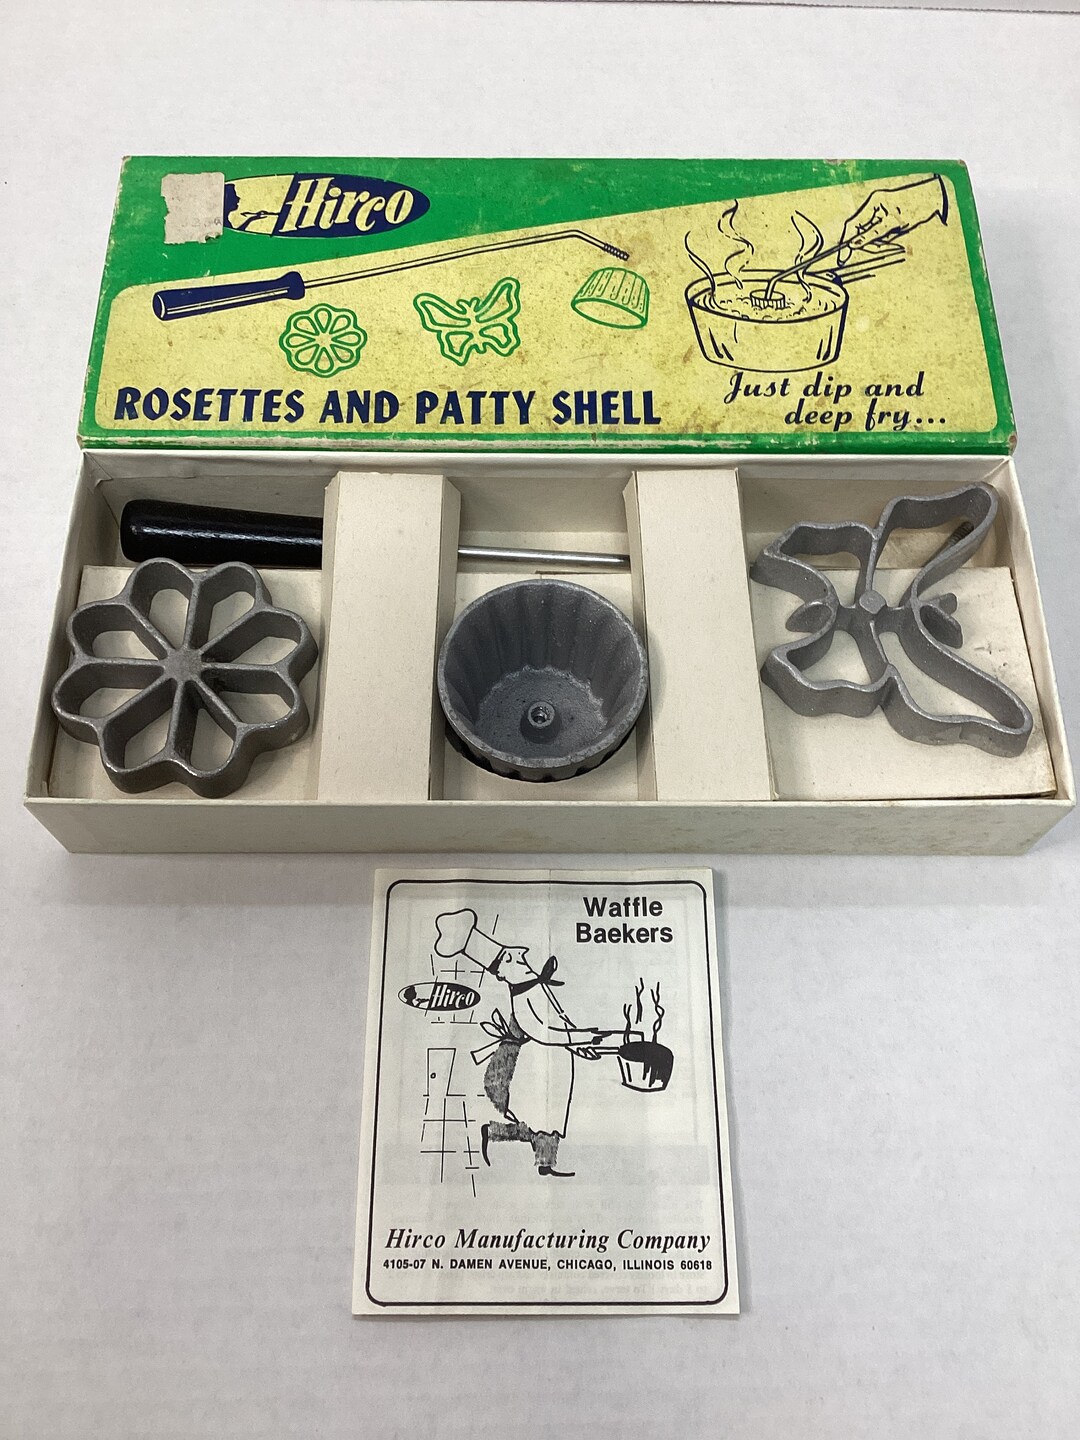 Hirco
ROSETTES AND PATTY SHELL
Just dip and
deep fry...
Waffle
Baekers
Hirco
Hirco Manufacturing Company
4105-07 N. DAMEN AVENUE, CHICAGO, ILLINOIS 60618